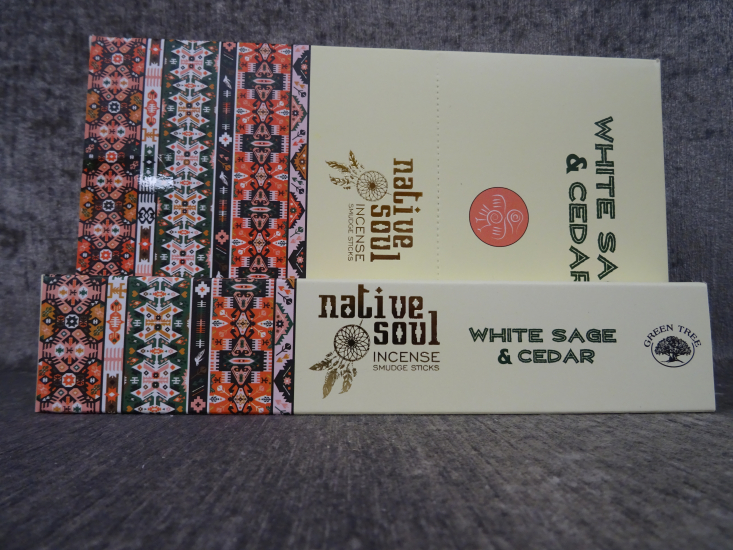 native
soul
INCENSE
SMUDGE STICKS
WHITE SA
& CEDAR
native
soul
INCENSE
SMUDGE STICKS
WHITE SAGE
& CEDAR
GREEN TREE